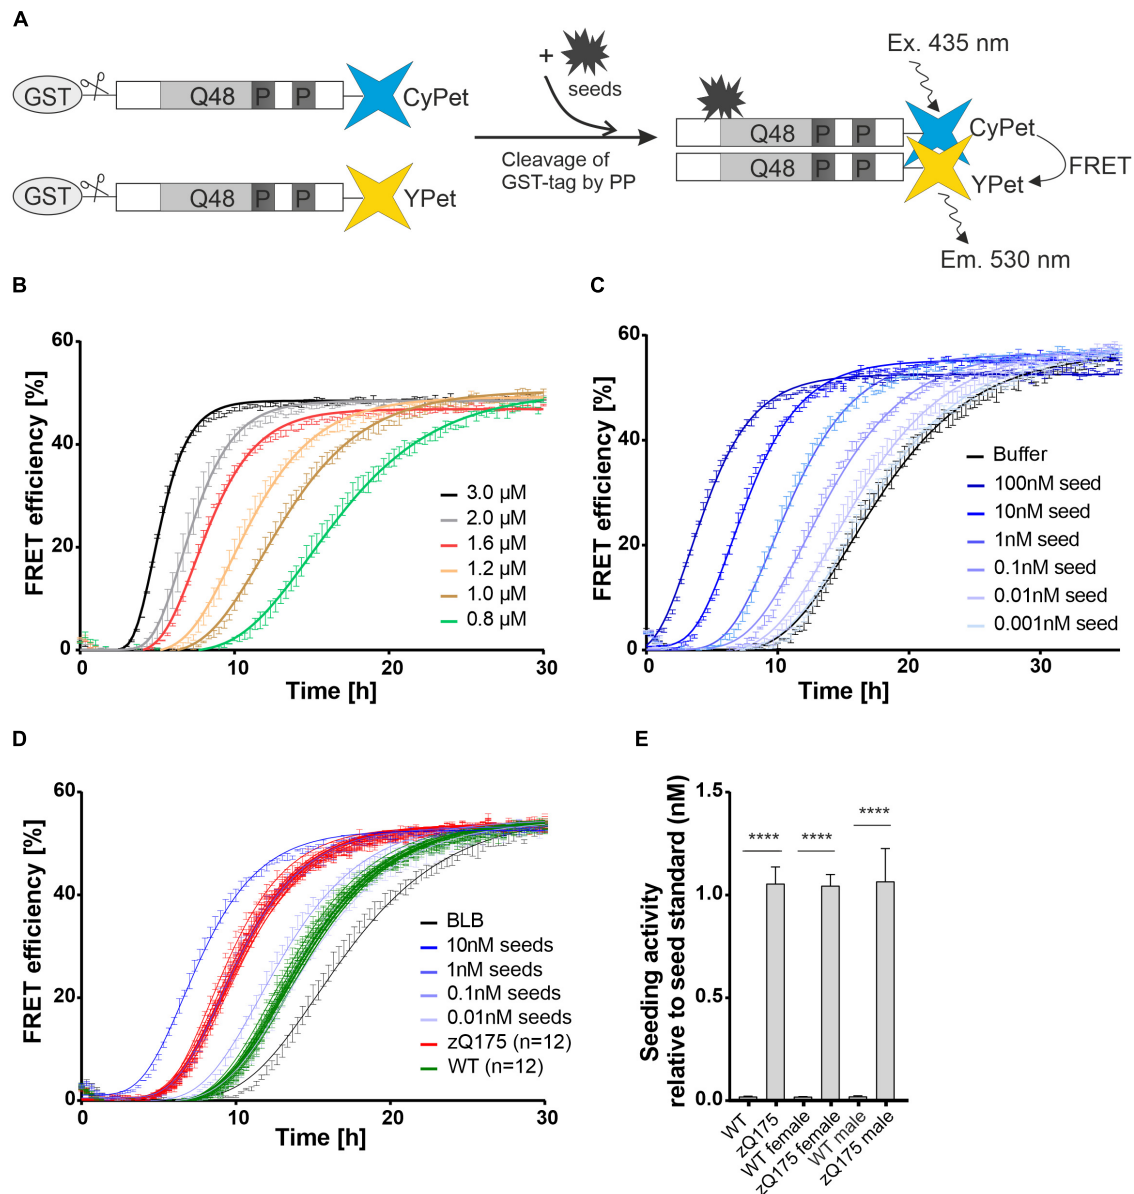 A
GST
Q48
P
P
CyPet
GST
Q48
P
P
YPet
+
seeds
Cleavage of
GST-tag by PP
Ex. 435 nm
Q48
P
P
CyPet
Q48
P
P
YPet
FRET
Em. 530 nm
B
FRET efficiency [%]
60
40
20
0
0
10
20
30
Time [h]
3.0 µM
2.0 µM
1.6 µM
1.2 µM
1.0 µM
0.8 µM
C
FRET efficiency [%]
60
40
20
0
0
10
20
30
Time [h]
Buffer
100nM seed
10nM seed
1nM seed
0.1nM seed
0.01nM seed
0.001nM seed
D
FRET efficiency [%]
60
40
20
0
0
10
20
30
Time [h]
BLB
10nM seeds
1nM seeds
0.1nM seeds
0.01nM seeds
zQ175 (n=12)
WT (n=12)
E
Seeding activity
relative to seed standard (nM)
1.5
1.0
0.5
0.0
****
****
****
WT
zQ175
WT female
zQ175 female
WT male
zQ175 male